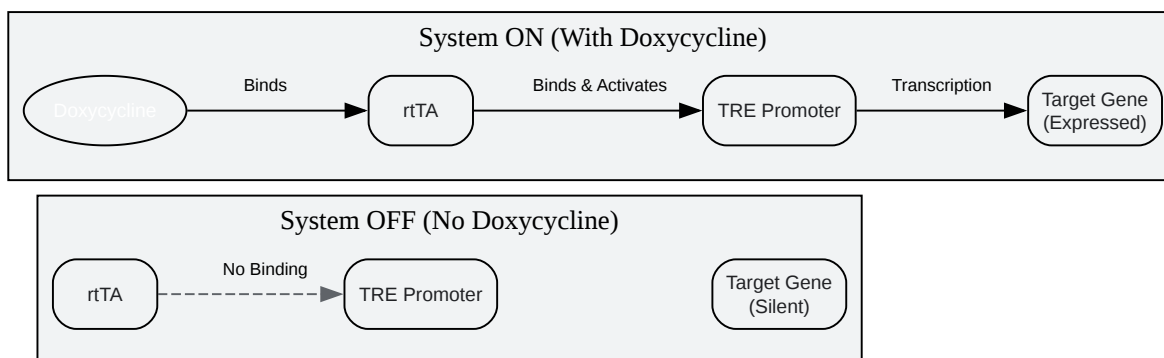 System ON (With Doxycycline)
Doxycycline
Binds
rtTA
Binds & Activates
TRE Promoter
Transcription
Target Gene
(Expressed)
System OFF (No Doxycycline)
rtTA
No Binding
TRE Promoter
Target Gene
(Silent)